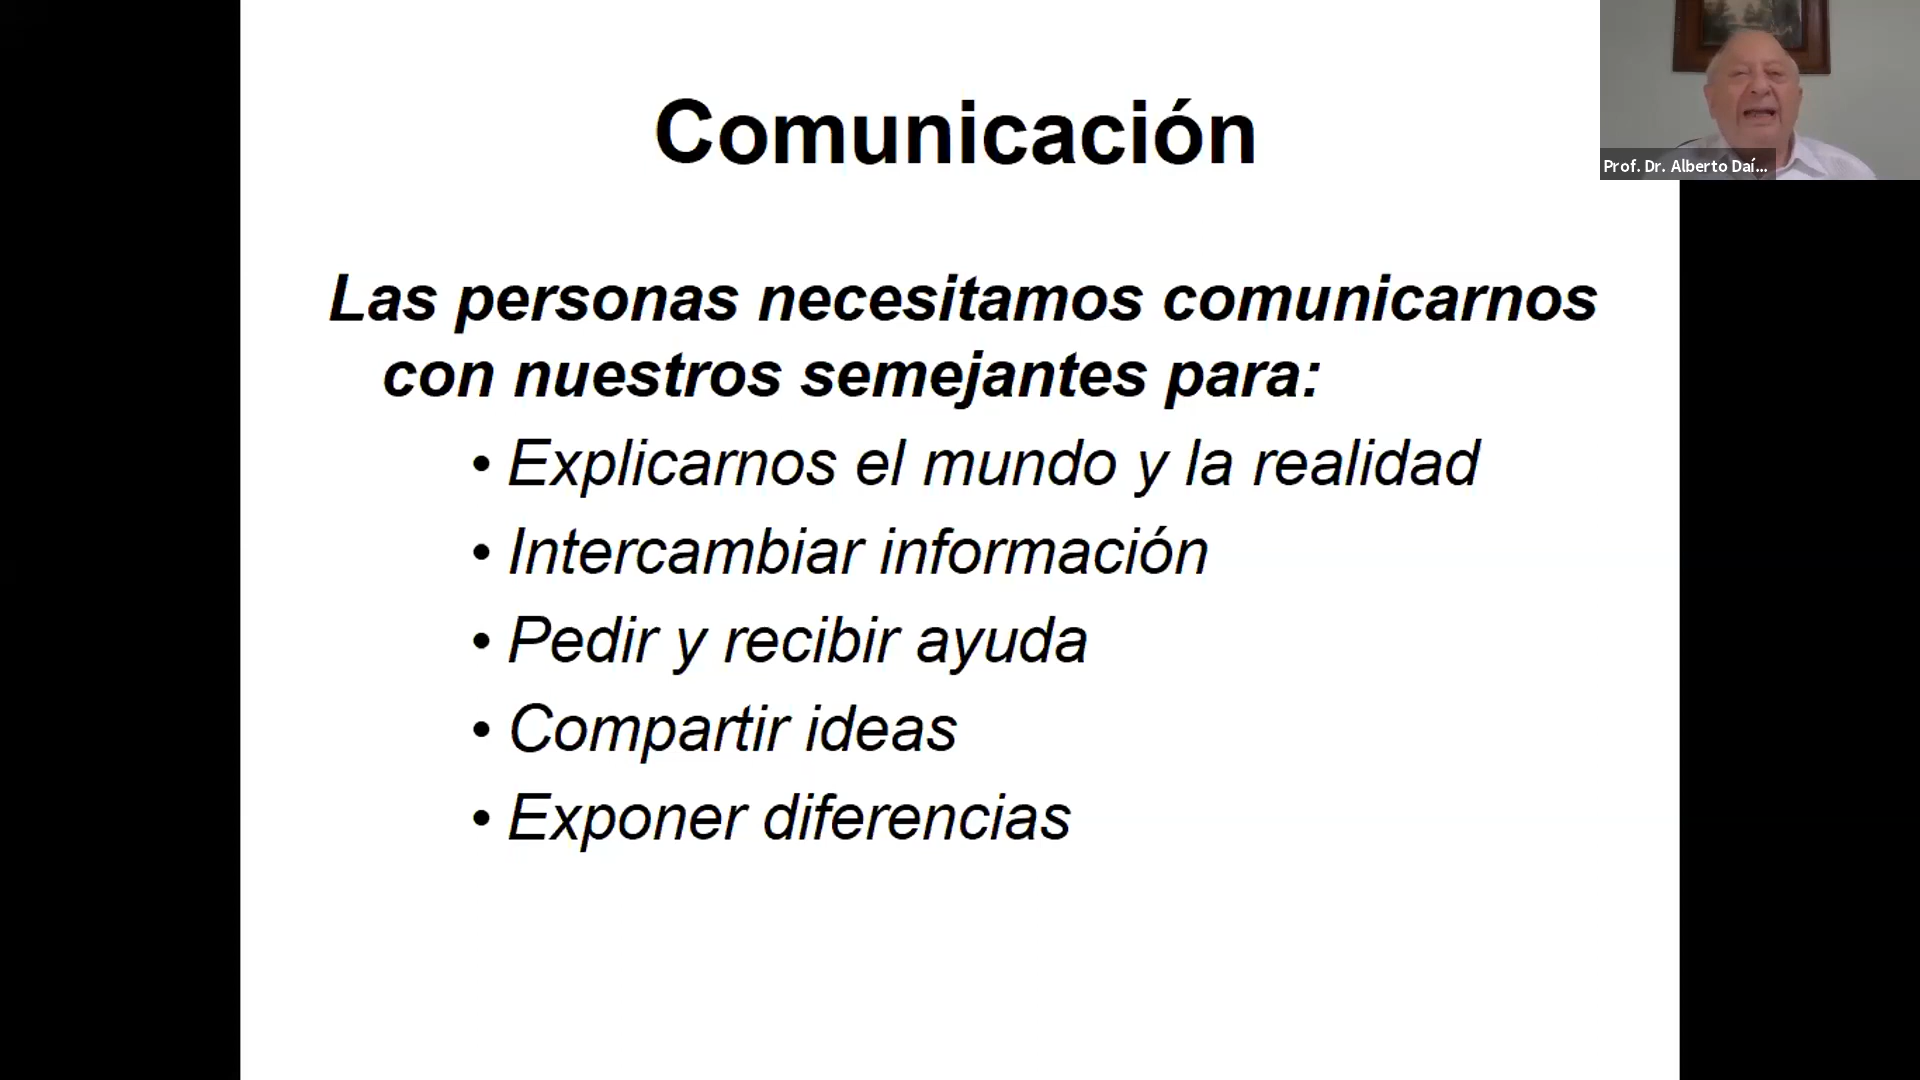 Comunicación
Prof. Dr. Alberto Daí...
Las personas necesitamos comunicarnos
con nuestros semejantes para:
• Explicarnos el mundo y la realidad
• Intercambiar información
• Pedir y recibir ayuda
• Compartir ideas
• Exponer diferencias